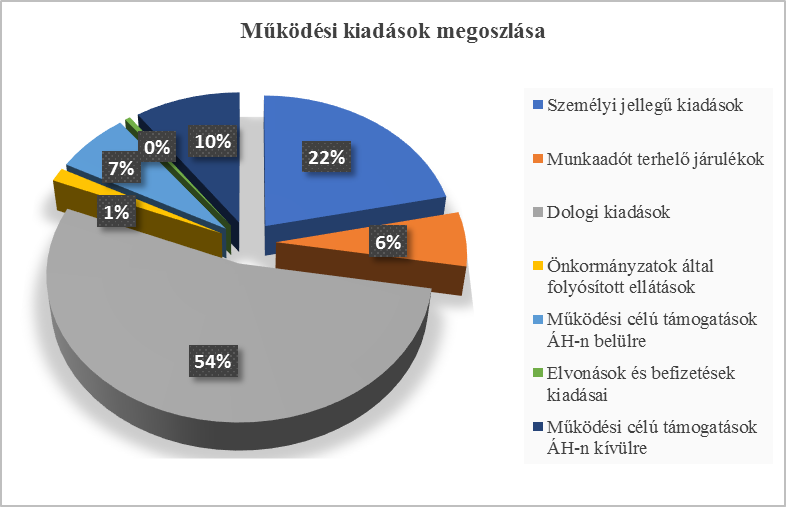 Működési kiadások megoszlása
22%
6%
54%
1%
7%
0%
10%
Személyi jellegű kiadások
Munkaadót terhelő járulékok
Dologi kiadások
Önkormányzatok által
folyósított ellátások
Működési célú támogatások
ÁH-n belülre
Elvonások és befizetések
kiadásai
Működési célú támogatások
ÁH-n kívülre